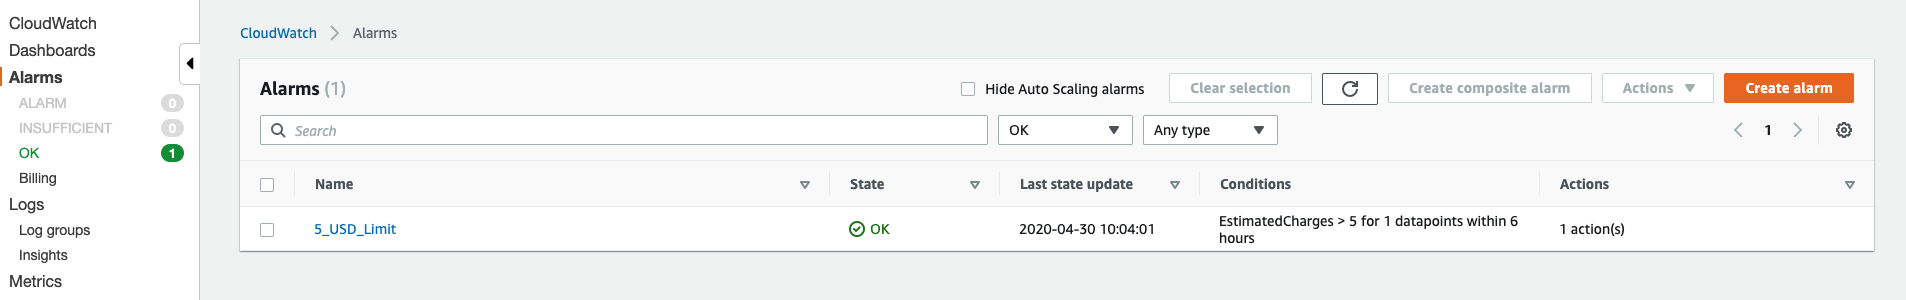 CloudWatch
Dashboards
Alarms
ALARM 0
INSUFFICIENT 0
OK 1
Billing
Logs
Log groups
Insights
Metrics
CloudWatch Alarms
Alarms (1)
Hide Auto Scaling alarms
Clear selection
Create composite alarm
Actions
Create alarm
Search
OK
Any type
1
Name State Last state update Conditions Actions
5_USD_Limit OK 2020-04-30 10:04:01 EstimatedCharges > 5 for 1 datapoints within 6
hours
1 action(s)